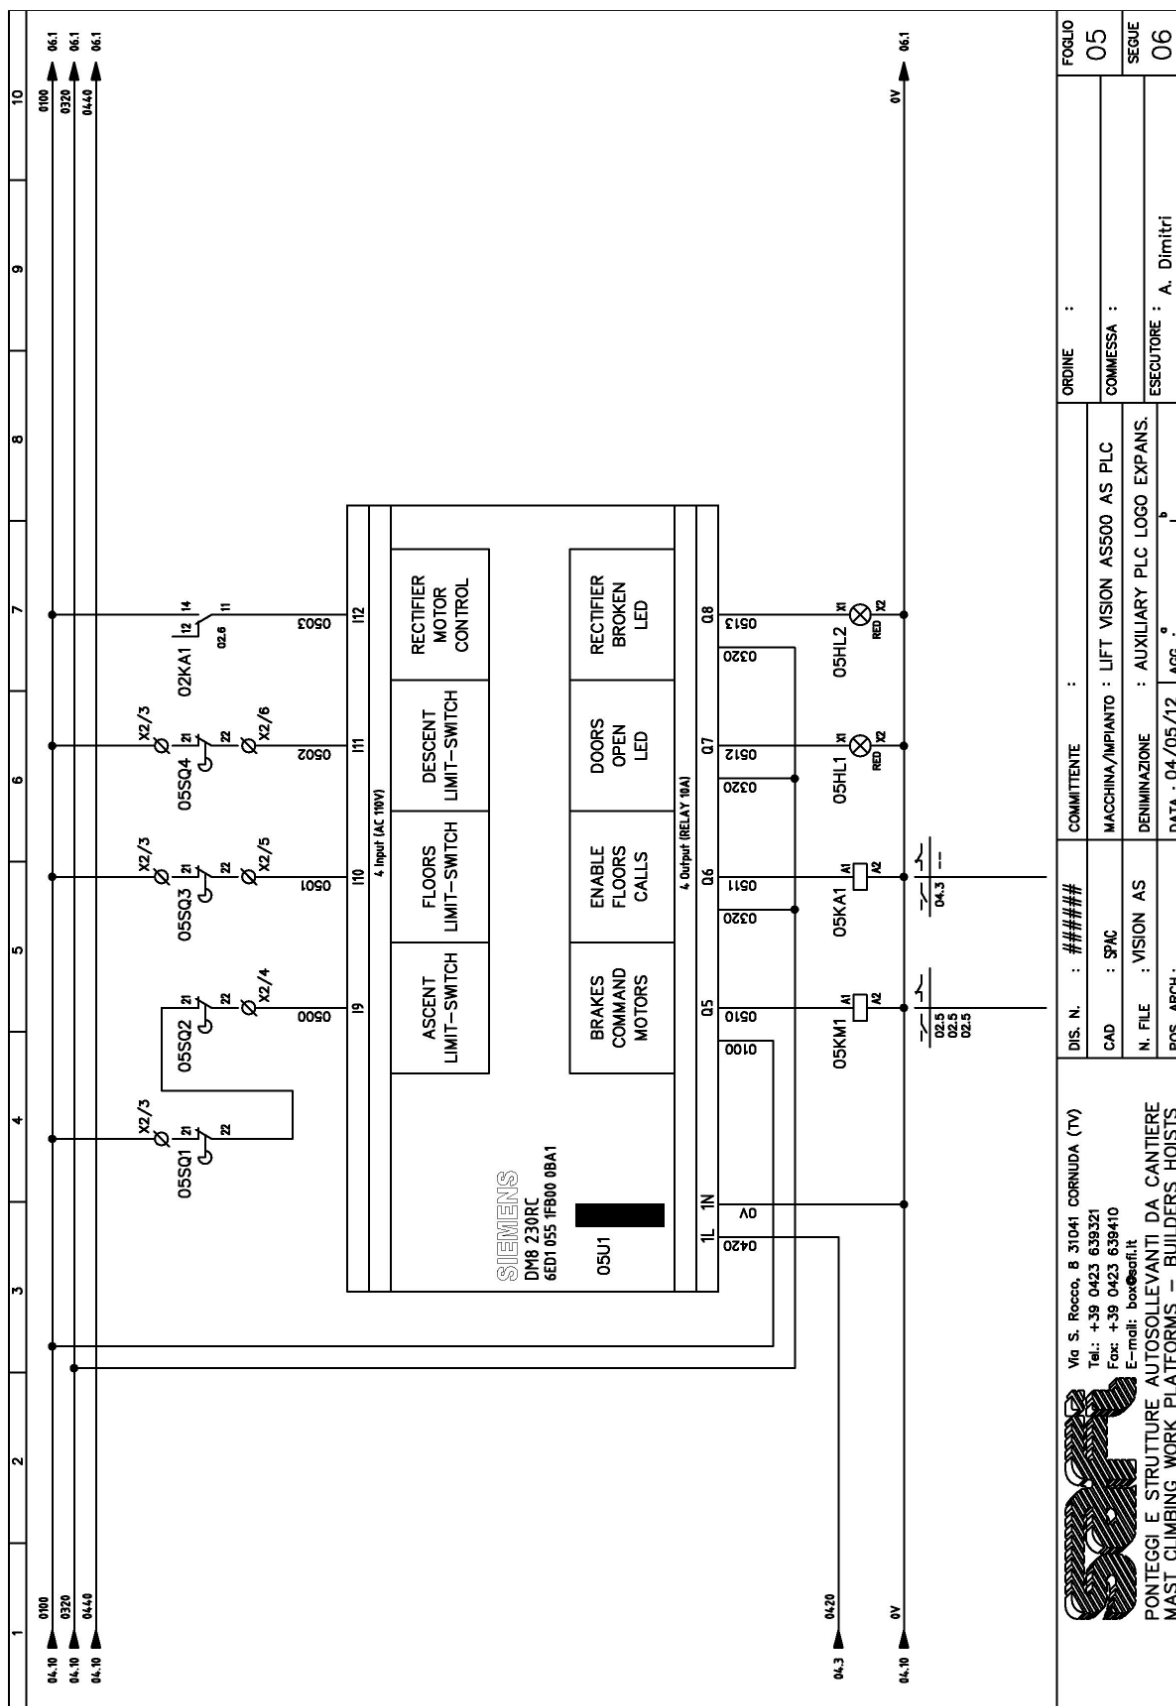 1 2 3 4 5 6 7 8 9 10
04.10 0100 0100 06.1
04.10 0320 0320 06.1
04.10 0440 0440 06.1
X2/3 X2/3 X2/3
05SQ1 21 22
05SQ2 21 22
05SQ3 21 22
05SQ4 21 22
02KA1 12 14 11
02.6
X2/4 X2/5 X2/6
0500 0501 0502 0503
I9 I10 I11 I12
4 Input (AC 110V)
ASCENT
LIMIT-SWITCH
FLOORS
LIMIT-SWITCH
DESCENT
LIMIT-SWITCH
RECTIFIER
MOTOR
CONTROL
SIEMENS
DM8 230RC
6ED1 055 1FB00 0BA1
05U1
BRAKES
COMMAND
MOTORS
ENABLE
FLOORS
CALLS
DOORS
OPEN
LED
RECTIFIER
BROKEN
LED
4 Output (RELAY 10A)
1L 1N Q5 Q6 Q7 Q8
0420 0V 0100 0510 0320 0511 0320 0512 0320 0513
04.3 0420
05KM1 A1 A2
05KA1 A1 A2
05HL1 X1 X2 RED
05HL2 X1 X2 RED
04.10 0V 0V 06.1
02.5
02.5
02.5
04.3 --
Via S. Rocco, 8 31041 CORNUDA (TV)
Tel.: +39 0423 639321
Fax: +39 0423 639410
E-mail: box@safi.it
safi
PONTEGGI E STRUTTURE AUTOSOLLEVANTI DA CANTIERE
MAST CLIMBING WORK PLATFORMS - BUILDERS HOISTS
DIS. N. : ######
CAD : SPAC
N. FILE : VISION AS
POS. ARCH :
COMMITTENTE :
MACCHINA/IMPIANTO : LIFT VISION AS500 AS PLC
DENIMINAZIONE : AUXILIARY PLC LOGO EXPANS.
DATA : 04/05/12 AGG. : a b
ORDINE :
COMMESSA :
ESECUTORE : A. Dimitri
FOGLIO
05
SEGUE
06